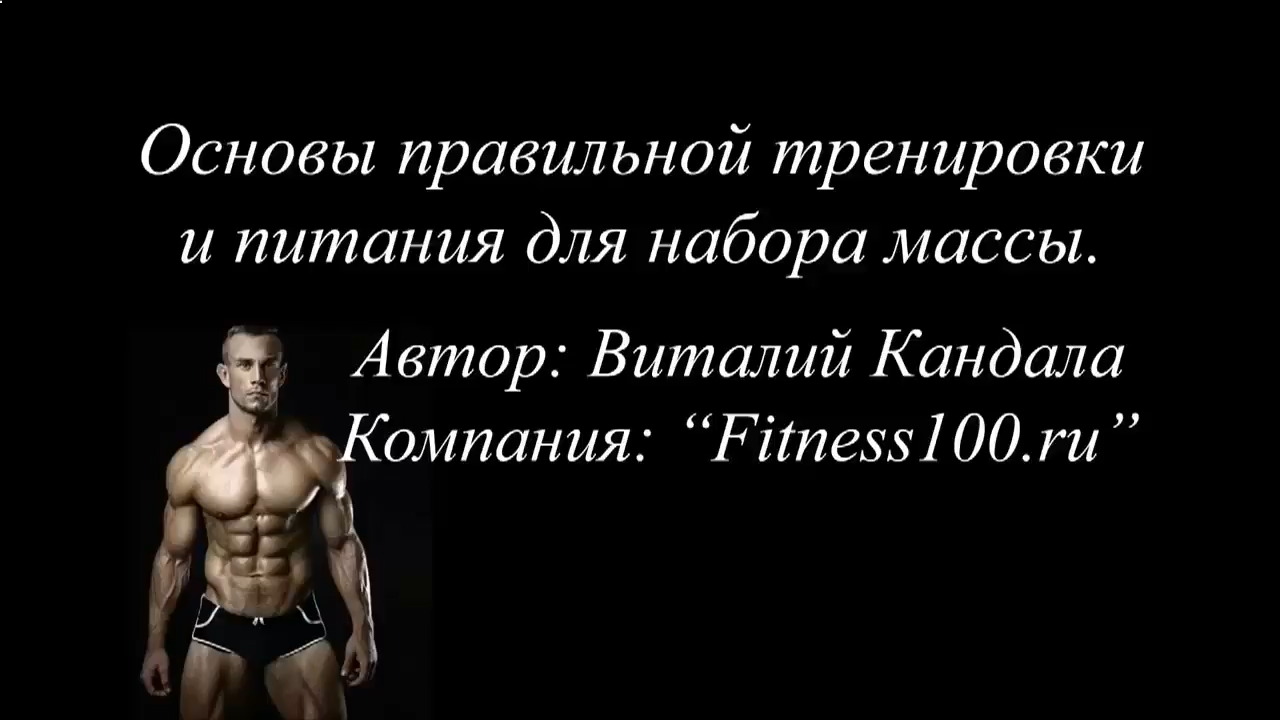 Основы правильной тренировки
и питания для набора массы.
Автор: Виталий Кандала
Компания: “Fitness100.ru”